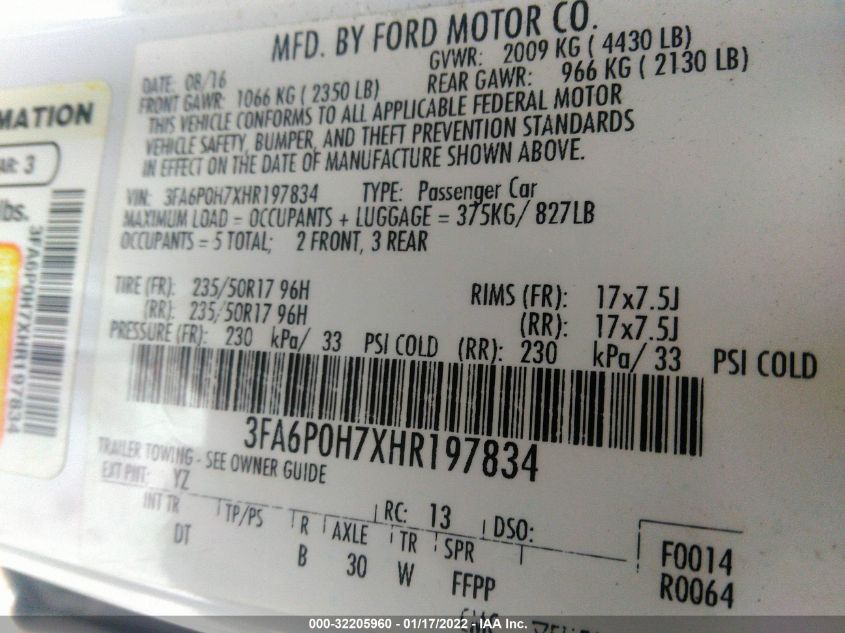 MFD. BY FORD MOTOR CO.
DATE: 08/16
GVWR: 2009 KG ( 4430 LB)
FRONT GAWR: 1066 KG ( 2350 LB)
REAR GAWR: 966 KG ( 2130 LB)
THIS VEHICLE CONFORMS TO ALL APPLICABLE FEDERAL MOTOR
VEHICLE SAFETY, BUMPER, AND THEFT PREVENTION STANDARDS
IN EFFECT ON THE DATE OF MANUFACTURE SHOWN ABOVE.
VIN: 3FA6P0H7XHR197834 TYPE: Passenger Car
MAXIMUM LOAD = OCCUPANTS + LUGGAGE = 375KG/ 827LB
OCCUPANTS = 5 TOTAL; 2 FRONT, 3 REAR
TIRE (FR): 235/50R17 96H RIMS (FR): 17x7.5J
(RR): 235/50R17 96H (RR): 17x7.5J
PRESSURE (FR): 230 kPa/ 33 PSI COLD (RR): 230 kPa/ 33 PSI COLD
3FA6P0H7XHR197834
TRAILER TOWING - SEE OWNER GUIDE
EXT PNT: YZ RC: 13 DSO:
INT TR TP/PS R AXLE TR SPR
DT B 30 W FFPP
F0014
R0064
MATION
AR: 3
lbs.
3FA6P0H7XHR197834
000-32205960 - 01/17/2022 - IAA Inc.